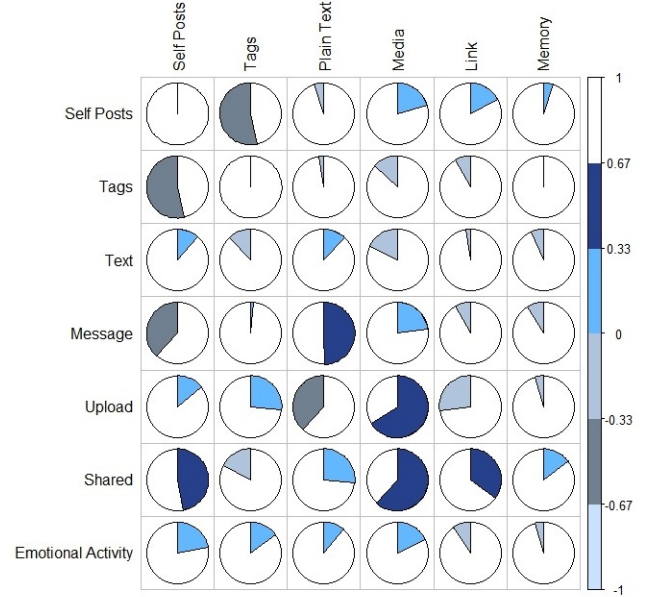 Self Posts
Tags
Plain Text
Media
Link
Memory
Self Posts
Tags
Text
Message
Upload
Shared
Emotional Activity
1
0.67
0.33
0
-0.33
-0.67
-1